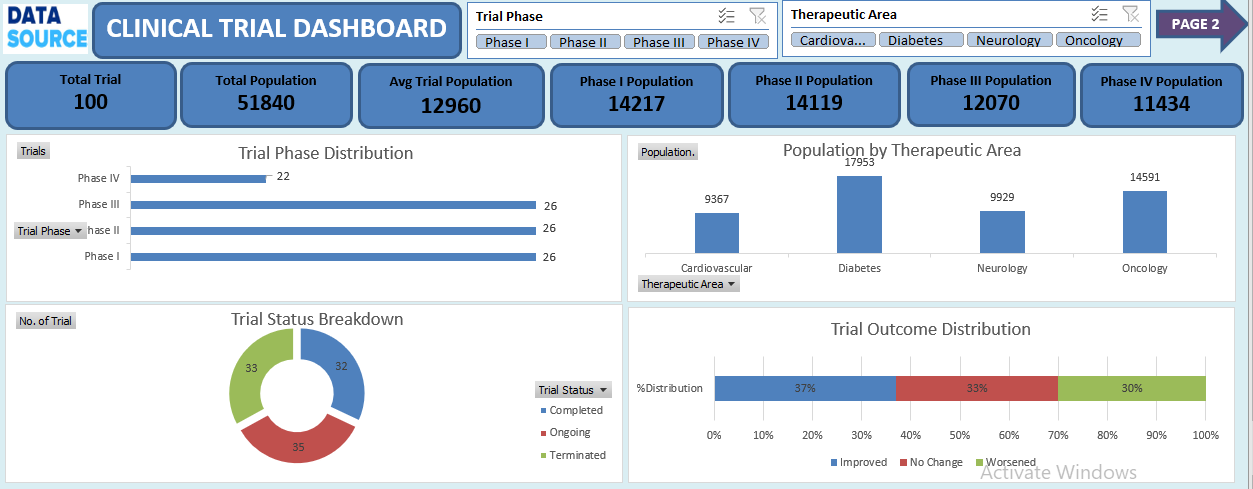 DATA
SOURCE
CLINICAL TRIAL DASHBOARD
Trial Phase
Phase I
Phase II
Phase III
Phase IV
Therapeutic Area
Cardiova...
Diabetes
Neurology
Oncology
PAGE 2
Total Trial
100
Total Population
51840
Avg Trial Population
12960
Phase I Population
14217
Phase II Population
14119
Phase III Population
12070
Phase IV Population
11434
Trials
Trial Phase Distribution
Phase IV
22
Phase III
26
Trial Phase
hase II
26
Phase I
26
Population.
Population by Therapeutic Area
9367
17953
9929
14591
Cardiovascular
Diabetes
Neurology
Oncology
Therapeutic Area
No. of Trial
Trial Status Breakdown
33
32
35
Trial Status
Completed
Ongoing
Terminated
Trial Outcome Distribution
%Distribution
37%
33%
30%
0%
10%
20%
30%
40%
50%
60%
70%
80%
90%
100%
Improved
No Change
Worsened
Activate Windows